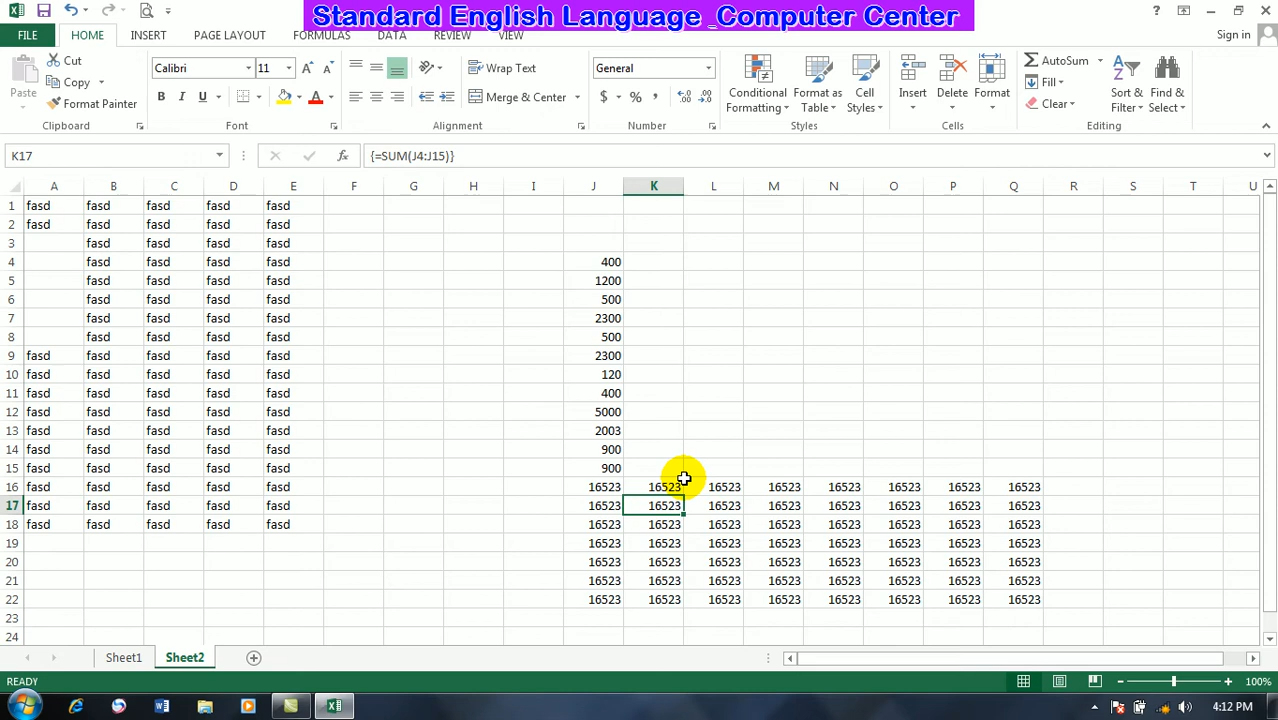 Standard English Language _Computer Center
?
FILE HOME INSERT PAGE LAYOUT FORMULAS DATA REVIEW VIEW Sign in
Paste Cut Copy Format Painter
Calibri 11 B I U A A A
Wrap Text Merge & Center
General $ % ,
Conditional Formatting Format as Table Cell Styles
Insert Delete Format
AutoSum Fill Clear Sort & Filter Find & Select
Clipboard Font Alignment Number Styles Cells Editing
K17 fx {=SUM(J4:J15)}
A B C D E F G H I J K L M N O P Q R S T U
1 fasd fasd fasd fasd fasd
2 fasd fasd fasd fasd fasd
3 fasd fasd fasd fasd
4 fasd fasd fasd fasd 400
5 fasd fasd fasd fasd 1200
6 fasd fasd fasd fasd 500
7 fasd fasd fasd fasd 2300
8 fasd fasd fasd fasd 500
9 fasd fasd fasd fasd fasd 2300
10 fasd fasd fasd fasd fasd 120
11 fasd fasd fasd fasd fasd 400
12 fasd fasd fasd fasd fasd 5000
13 fasd fasd fasd fasd fasd 2003
14 fasd fasd fasd fasd fasd 900
15 fasd fasd fasd fasd fasd 900
16 fasd fasd fasd fasd fasd 16523 16523 16523 16523 16523 16523 16523 16523
17 fasd fasd fasd fasd fasd 16523 16523 16523 16523 16523 16523 16523 16523
18 fasd fasd fasd fasd fasd 16523 16523 16523 16523 16523 16523 16523 16523
19 16523 16523 16523 16523 16523 16523 16523 16523
20 16523 16523 16523 16523 16523 16523 16523 16523
21 16523 16523 16523 16523 16523 16523 16523 16523
22 16523 16523 16523 16523 16523 16523 16523 16523
23
24
Sheet1 Sheet2
READY 100%
4:12 PM